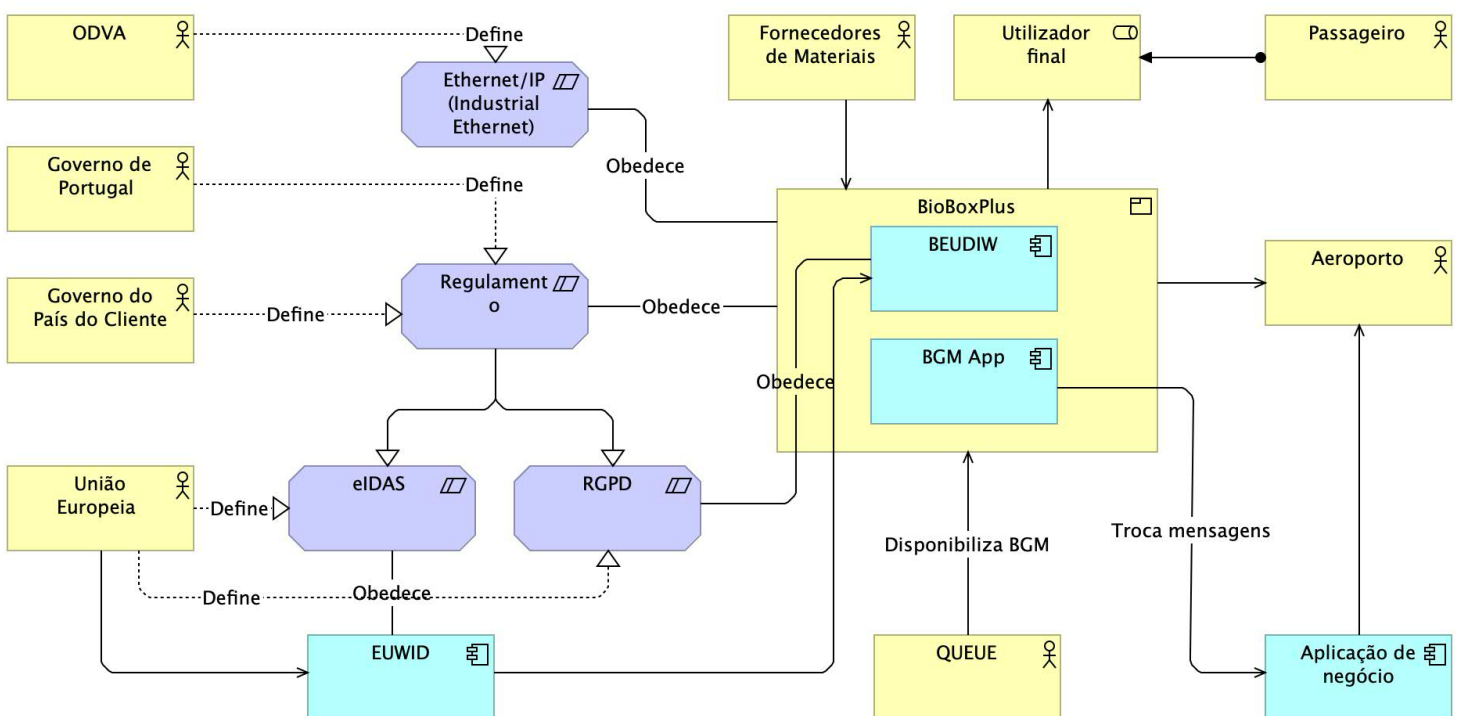 ODVA
Define
Fornecedores
de Materiais
Utilizador
final
Passageiro
Ethernet/IP
(Industrial
Ethernet)
Obedece
Governo de
Portugal
Define
BioBoxPlus
BEUDIW
Aeroporto
Regulament
o
Governo do
País do Cliente
Define
Obedece
BGM App
Obedece
União
Europeia
eIDAS
RGPD
Define
Disponibiliza BGM
Troca mensagens
Define
Obedece
EUWID
QUEUE
Aplicação de
negócio